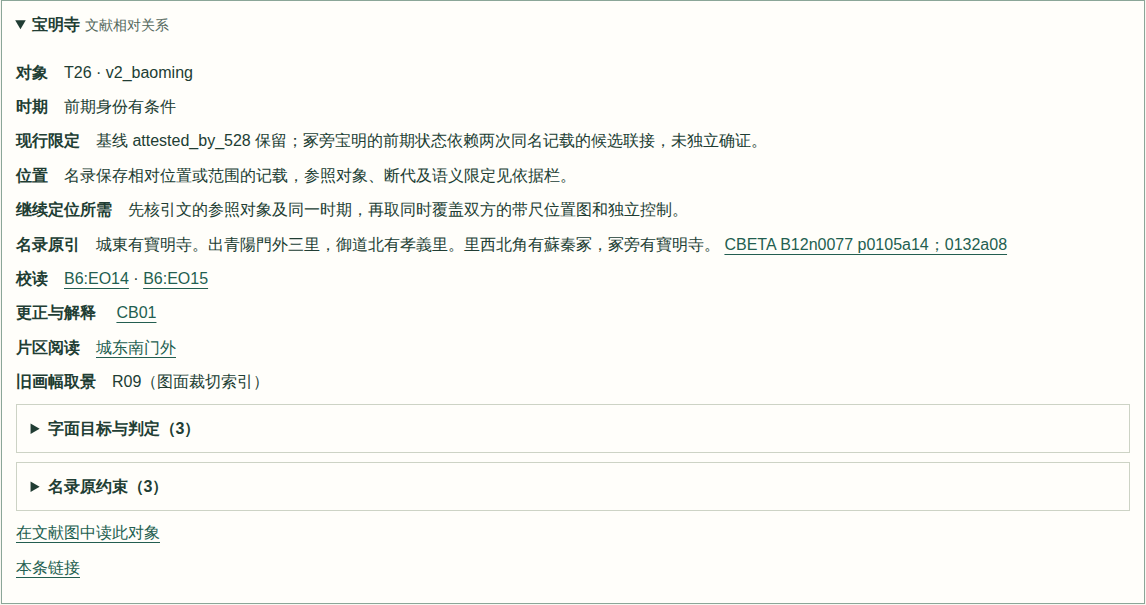 ▼ 宝明寺 文献相对关系
对象 T26 · v2_baoming
时期 前期身份有条件
现行限定 基线 attested_by_528 保留；冢旁宝明的前期状态依赖两次同名记载的候选联接，未独立确证。
位置 名录保存相对位置或范围的记载，参照对象、断代及语义限定见依据栏。
继续定位所需 先核引文的参照对象及同一时期，再取同时覆盖双方的带尺位置图和独立控制。
名录原引 城東有寶明寺。出青陽門外三里，御道北有孝義里。里西北角有蘇秦冢，冢旁有寶明寺。 CBETA B12n0077 p0105a14；0132a08
校读 B6:EO14 · B6:EO15
更正与解释 CB01
片区阅读 城东南门外
旧画幅取景 R09（图面裁切索引）
▶ 字面目标与判定（3）
▶ 名录原约束（3）
在文献图中读此对象
本条链接